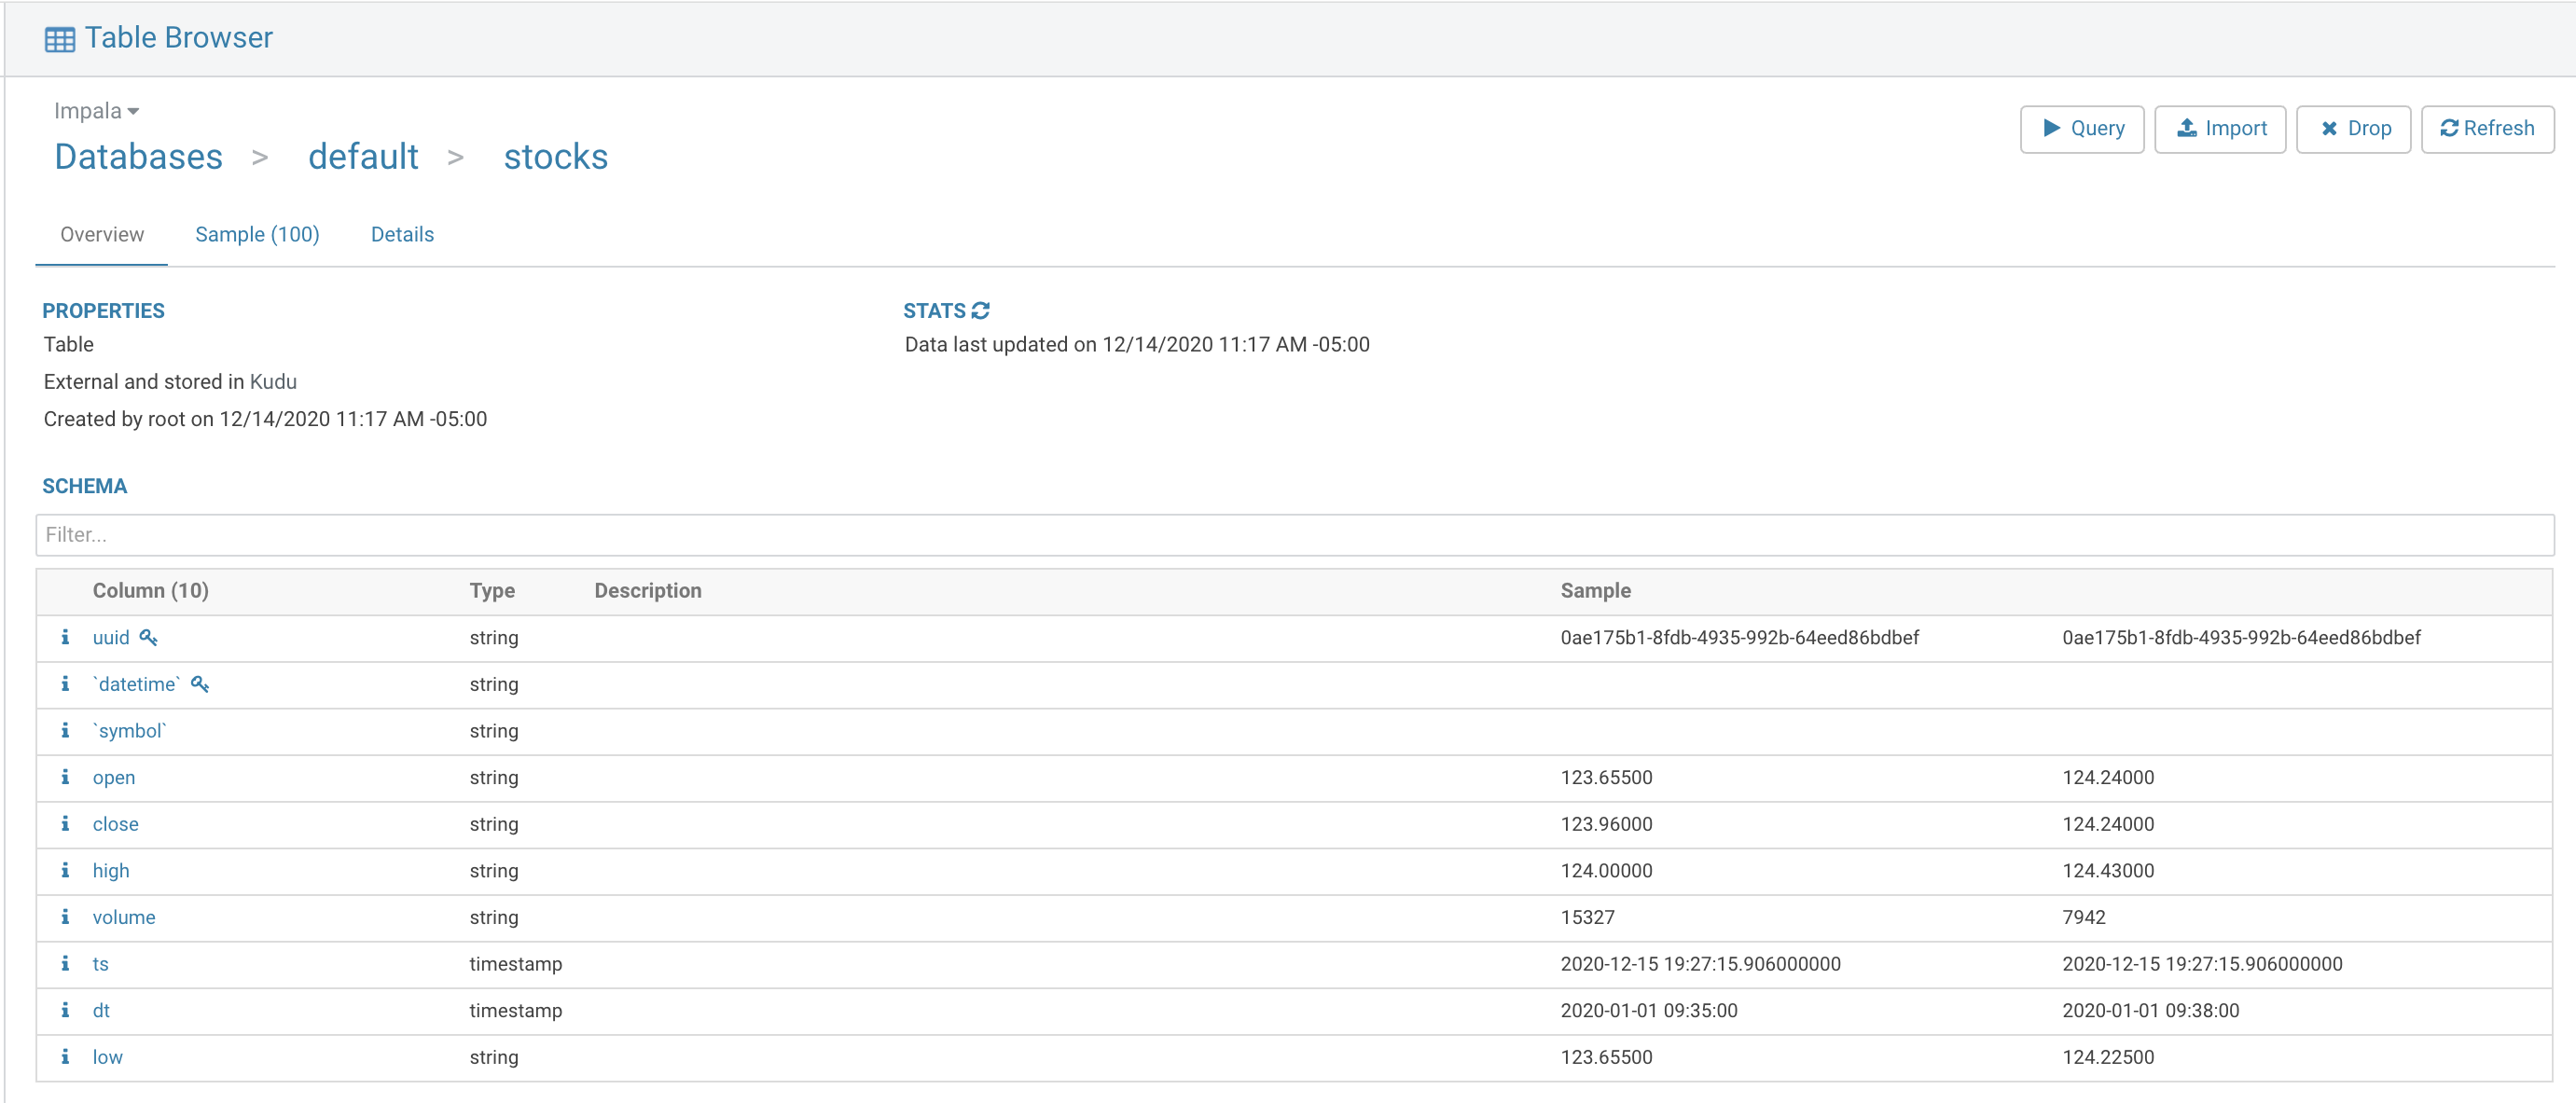 Table Browser
Impala
Databases > default > stocks
Query Import Drop Refresh
Overview Sample (100) Details
PROPERTIES
Table
External and stored in Kudu
Created by root on 12/14/2020 11:17 AM -05:00
STATS
Data last updated on 12/14/2020 11:17 AM -05:00
SCHEMA
Filter...
Column (10) Type Description Sample
uuid string 0ae175b1-8fdb-4935-992b-64eed86bdbef 0ae175b1-8fdb-4935-992b-64eed86bdbef
`datetime` string
`symbol` string
open string 123.65500 124.24000
close string 123.96000 124.24000
high string 124.00000 124.43000
volume string 15327 7942
ts timestamp 2020-12-15 19:27:15.906000000 2020-12-15 19:27:15.906000000
dt timestamp 2020-01-01 09:35:00 2020-01-01 09:38:00
low string 123.65500 124.22500